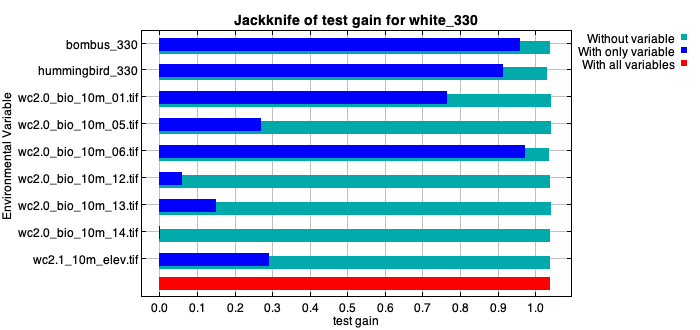 Jackknife of test gain for white_330
bombus_330
hummingbird_330
wc2.0_bio_10m_01.tif
wc2.0_bio_10m_05.tif
wc2.0_bio_10m_06.tif
wc2.0_bio_10m_12.tif
wc2.0_bio_10m_13.tif
wc2.0_bio_10m_14.tif
wc2.1_10m_elev.tif
Environmental Variable
0.0 0.1 0.2 0.3 0.4 0.5 0.6 0.7 0.8 0.9 1.0
test gain
Without variable
With only variable
With all variables